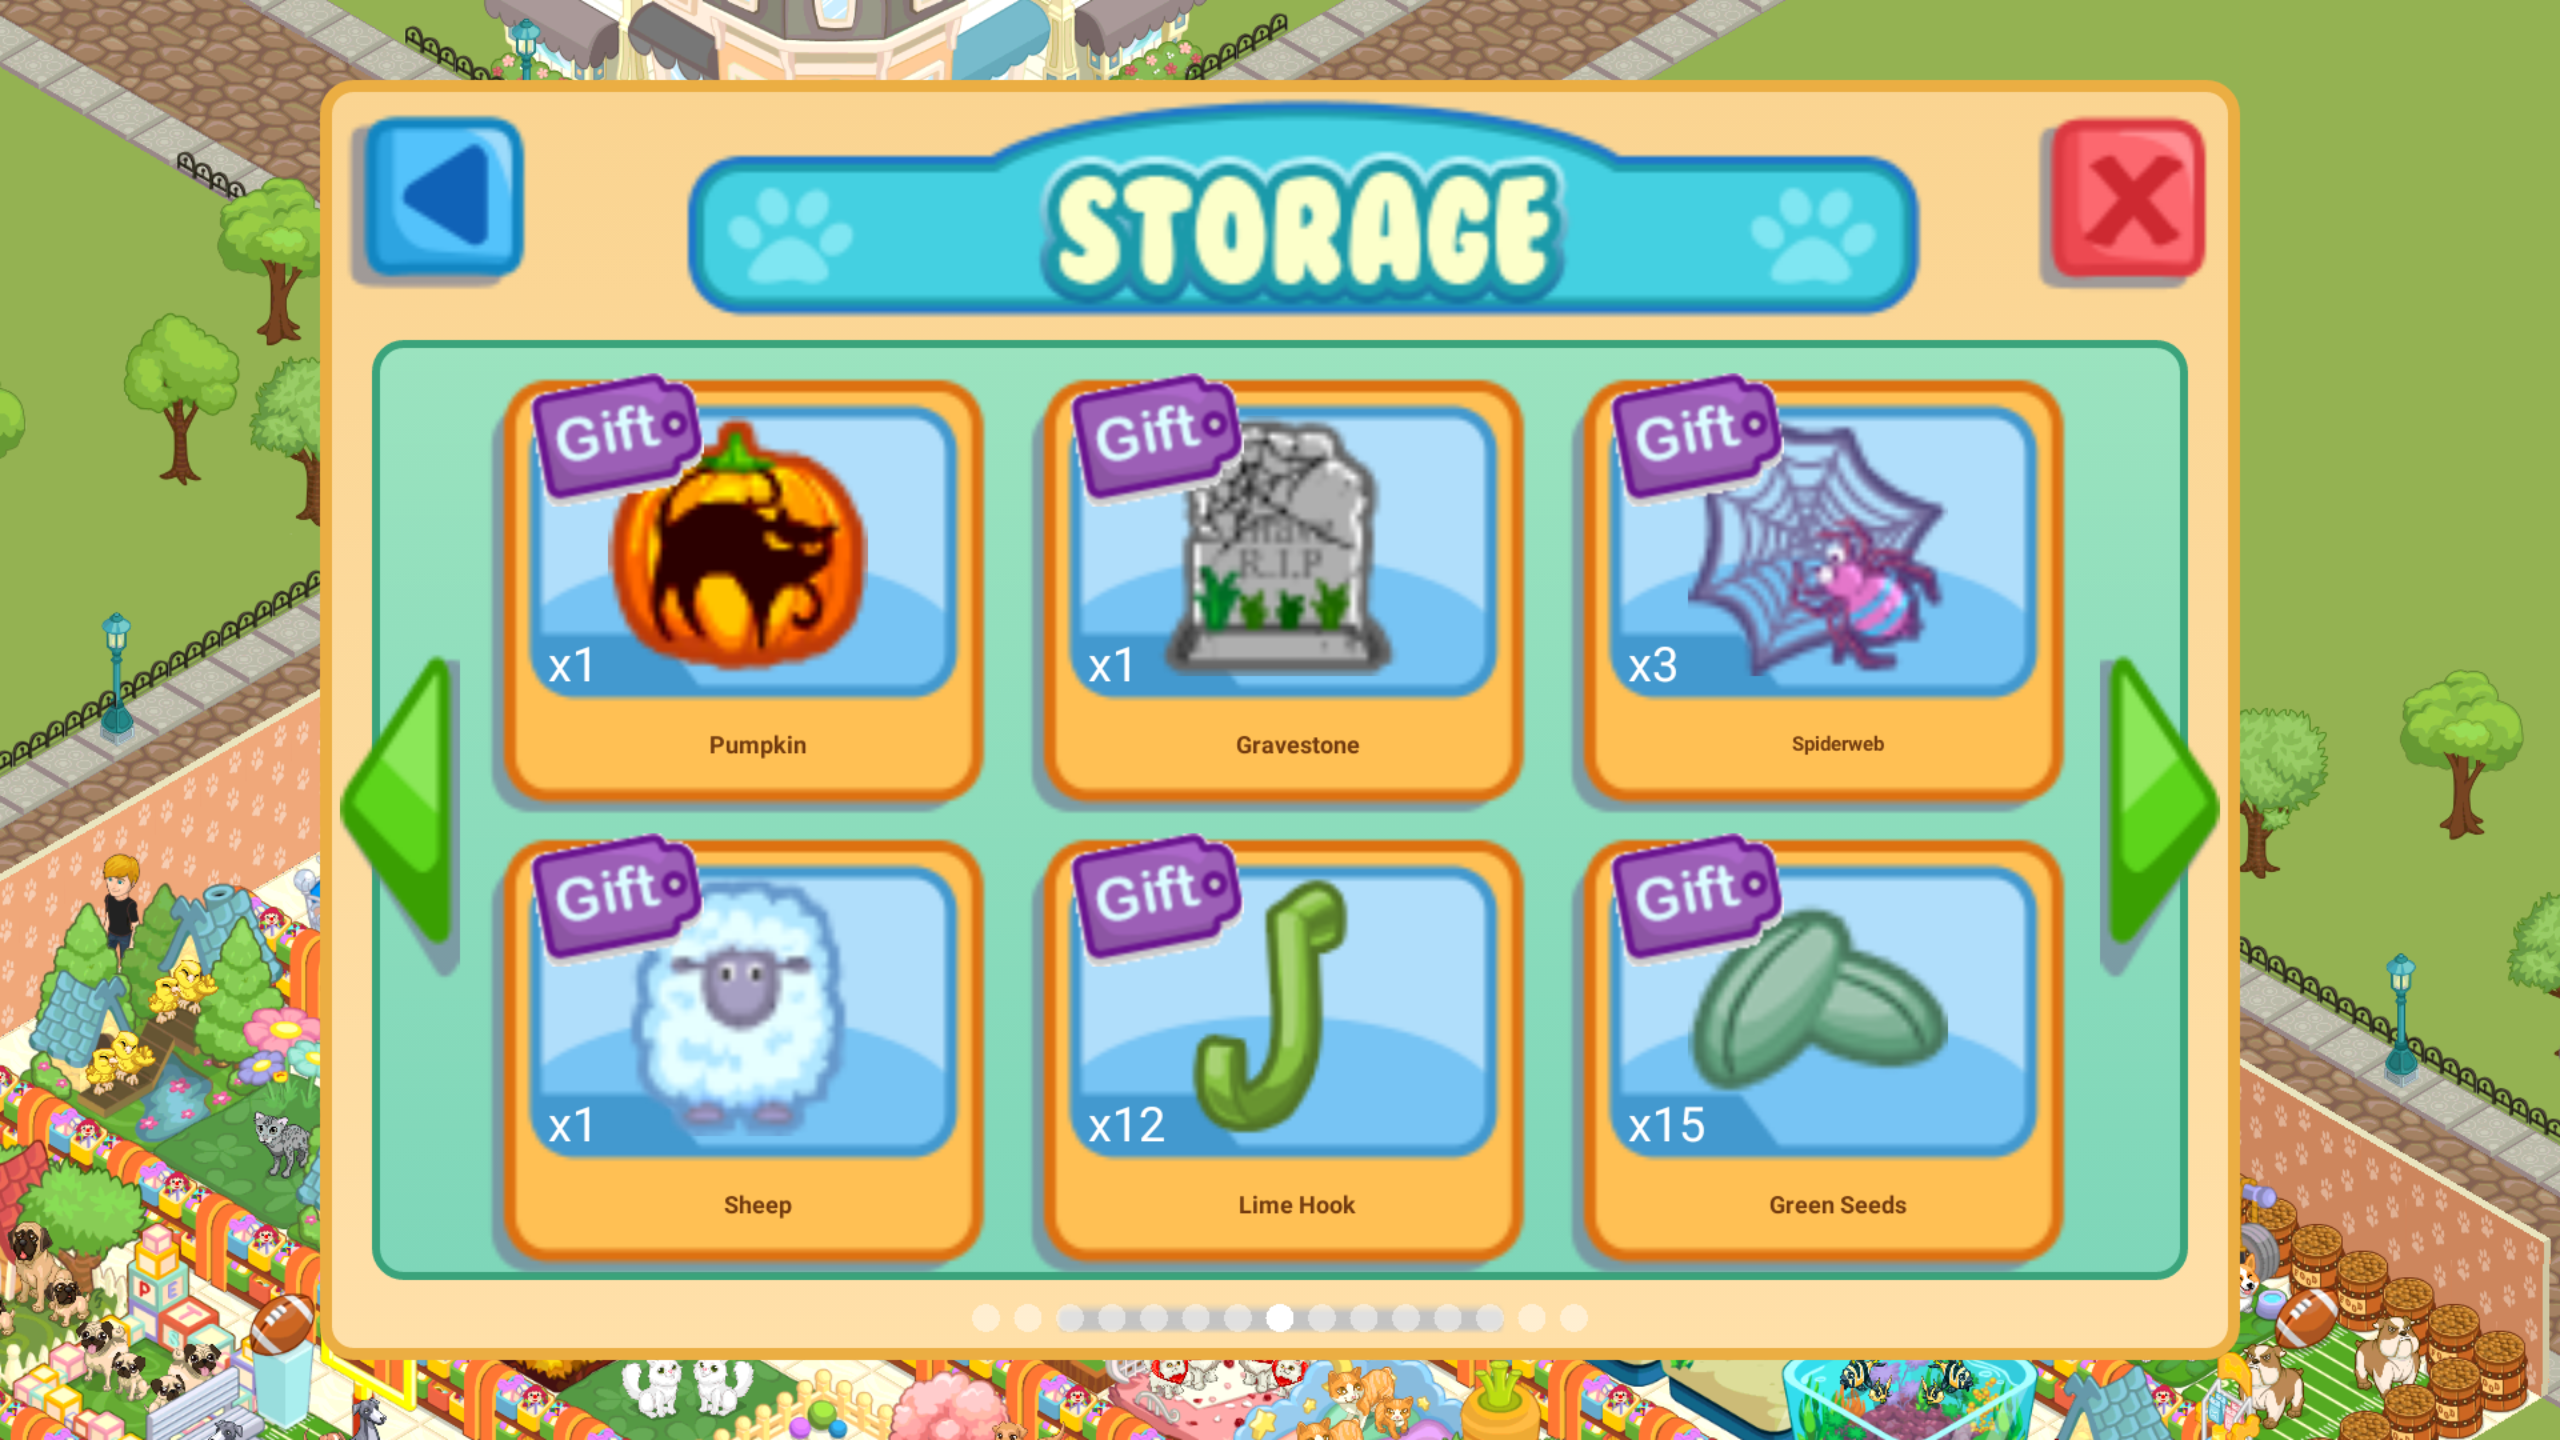 STORAGE
Gift
Gift
Gift
R.I.P
x1
x1
x3
Pumpkin
Gravestone
Spiderweb
Gift
Gift
Gift
x1
x12
x15
Sheep
Lime Hook
Green Seeds
P E
T